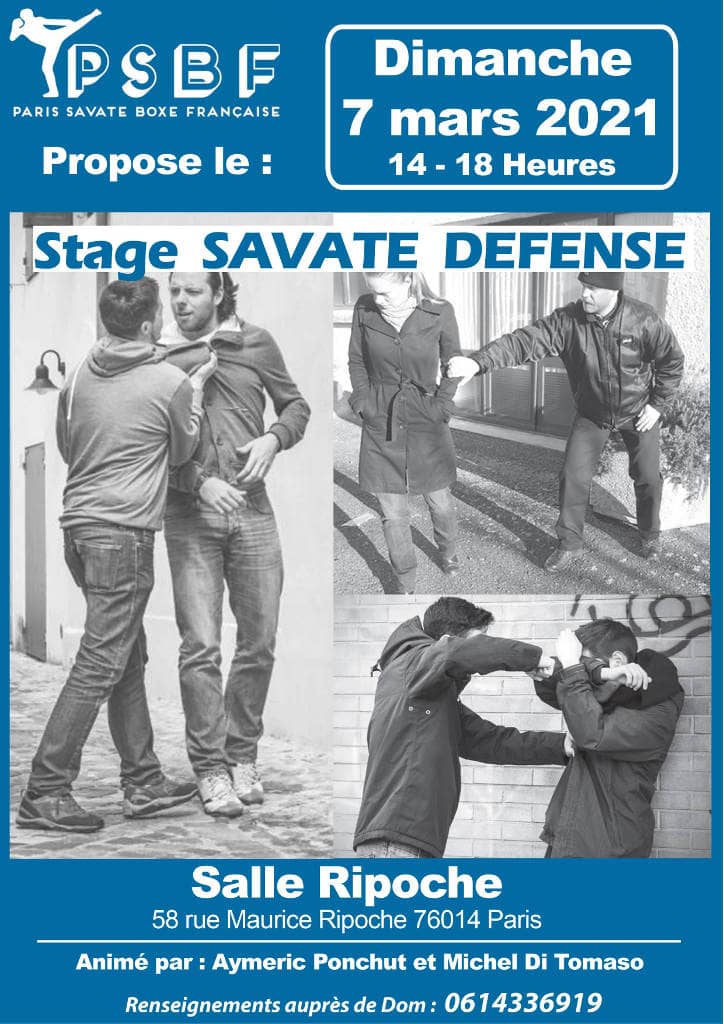 PSBF
PARIS SAVATE BOXE FRANÇAISE
Propose le :
Dimanche
7 mars 2021
14 - 18 Heures
Stage SAVATE DEFENSE
Salle Ripoche
58 rue Maurice Ripoche 76014 Paris
Animé par : Aymeric Ponchut et Michel Di Tomaso
Renseignements auprès de Dom : 0614336919